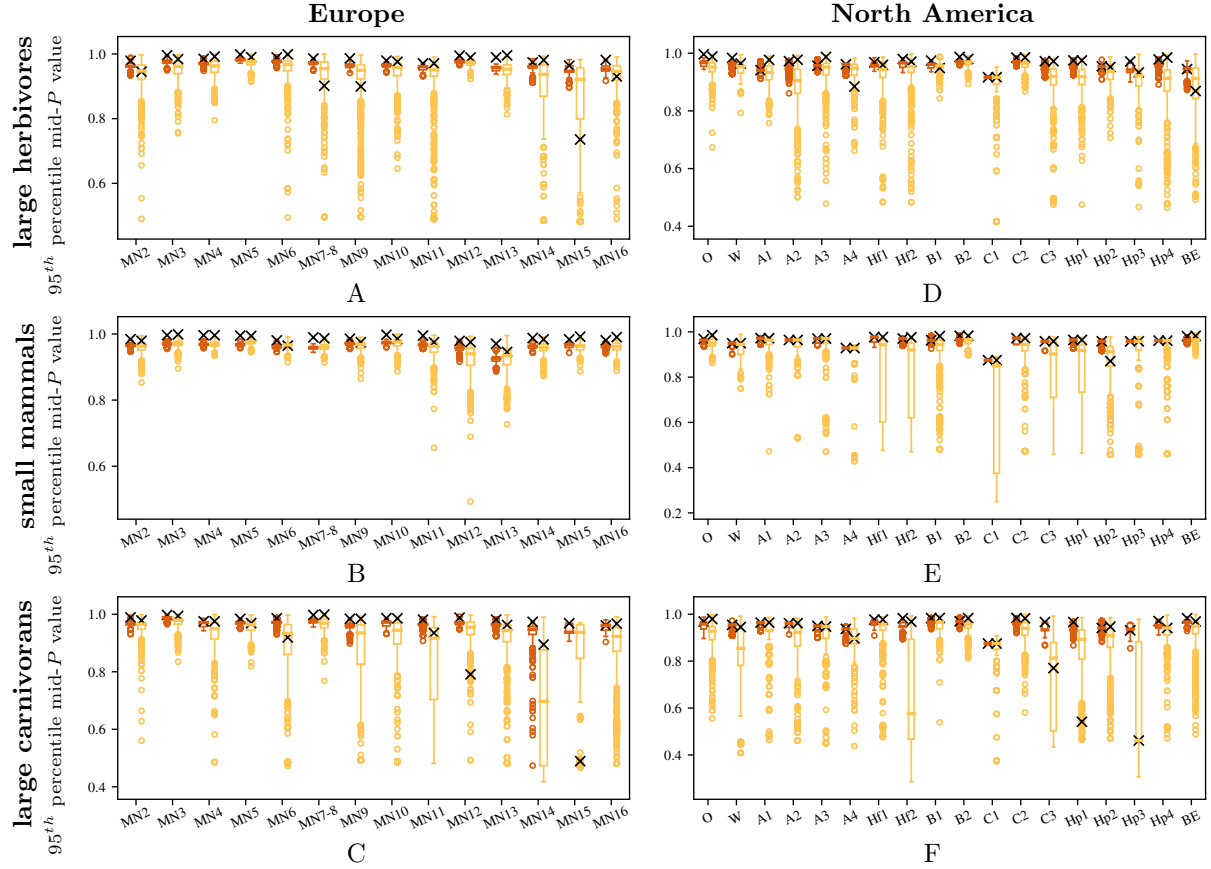 Europe
North America
large herbivores
95th percentile mid-P value
1.0
0.8
0.6
MN2 MN3 MN4 MN5 MN6 MN7-8 MN9 MN10 MN11 MN12 MN13 MN14 MN15 MN16
A
1.0
0.8
0.6
0.4
O W A1 A2 A3 A4 Hf1 Hf2 B1 B2 C1 C2 C3 Hp1 Hp2 Hp3 Hp4 BE
D
small mammals
95th percentile mid-P value
1.0
0.8
0.6
MN2 MN3 MN4 MN5 MN6 MN7-8 MN9 MN10 MN11 MN12 MN13 MN14 MN15 MN16
B
1.0
0.8
0.6
0.4
0.2
O W A1 A2 A3 A4 Hf1 Hf2 B1 B2 C1 C2 C3 Hp1 Hp2 Hp3 Hp4 BE
E
large carnivorans
95th percentile mid-P value
1.0
0.8
0.6
0.4
MN2 MN3 MN4 MN5 MN6 MN7-8 MN9 MN10 MN11 MN12 MN13 MN14 MN15 MN16
C
1.0
0.8
0.6
0.4
O W A1 A2 A3 A4 Hf1 Hf2 B1 B2 C1 C2 C3 Hp1 Hp2 Hp3 Hp4 BE
F